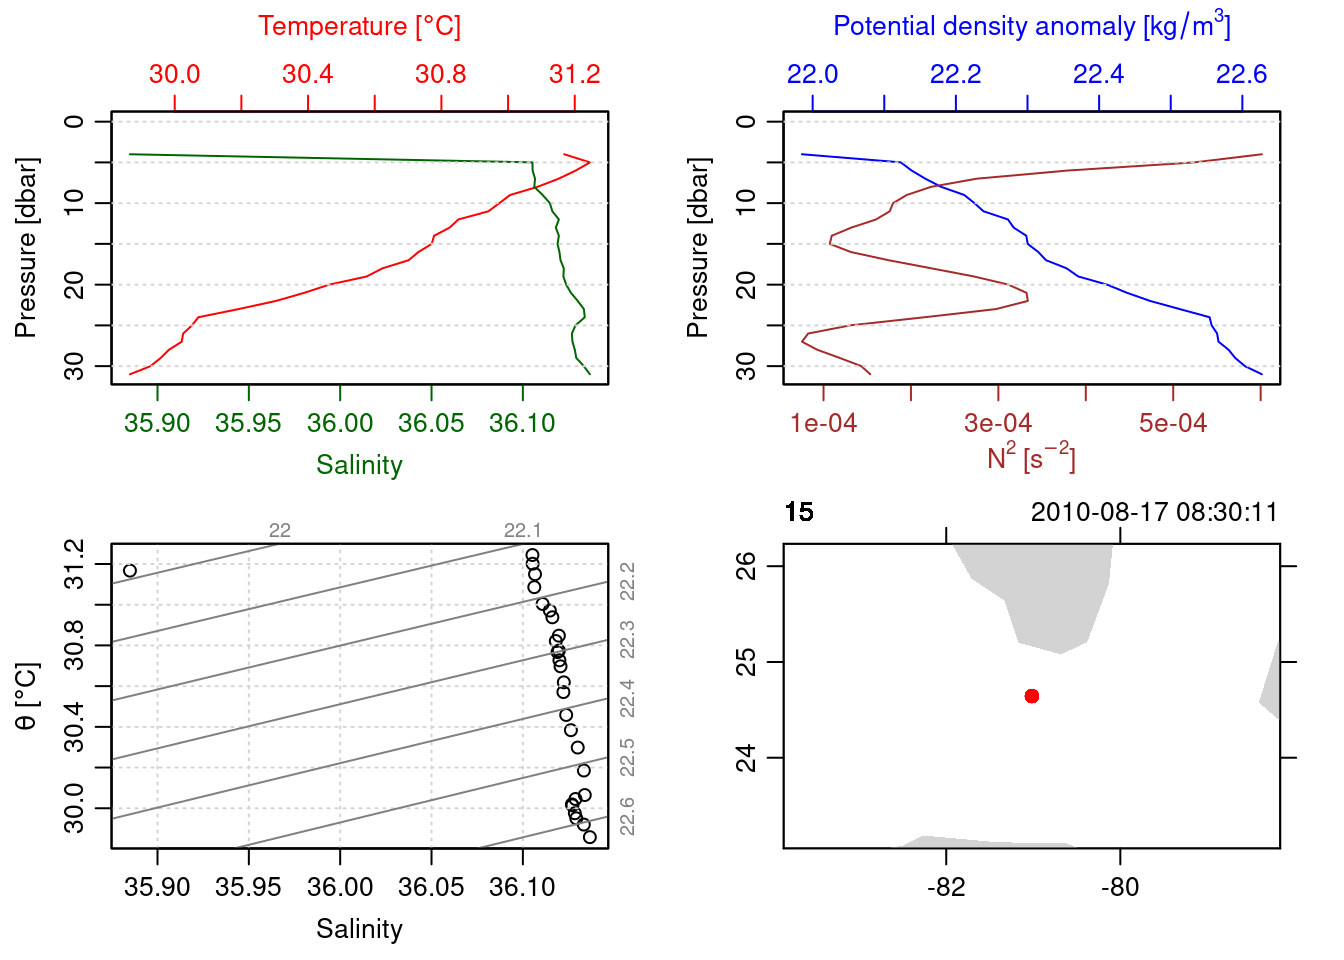 Temperature [°C]
30.0 30.4 30.8 31.2
Pressure [dbar]
0
10
20
30
35.90 35.95 36.00 36.05 36.10
Salinity
Potential density anomaly [kg/m³]
22.0 22.2 22.4 22.6
Pressure [dbar]
0
10
20
30
1e-04 3e-04 5e-04
N² [s⁻²]
22 22.1
22.2
22.3
22.4
22.5
22.6
θ [°C]
31.2
30.8
30.4
30.0
35.90 35.95 36.00 36.05 36.10
Salinity
15 2010-08-17 08:30:11
26
25
24
-82 -80